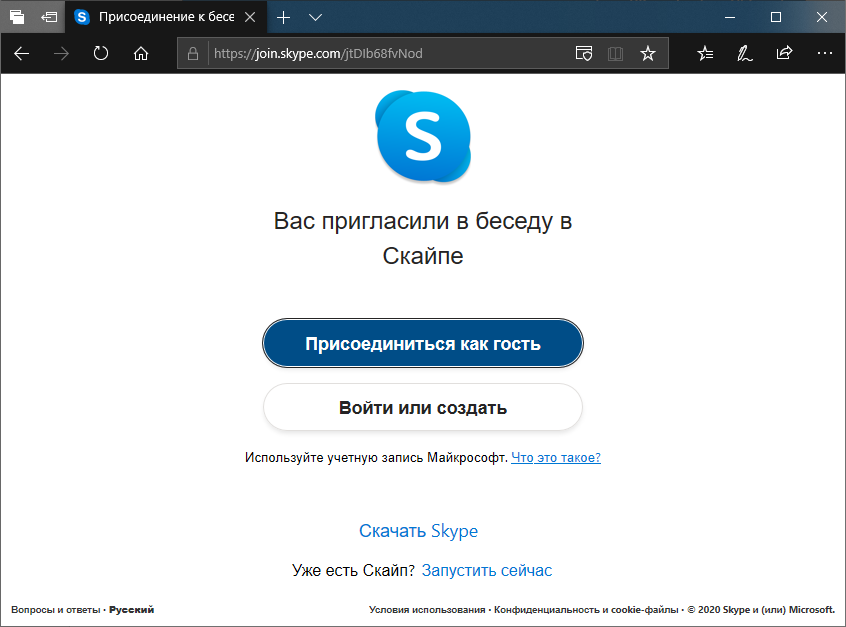 Присоединение к бесе
https://join.skype.com/jtDIb68fvNod
S
Вас пригласили в беседу в
Скайпе
Присоединиться как гость
Войти или создать
Используйте учетную запись Майкрософт. Что это такое?
Скачать Skype
Уже есть Скайп? Запустить сейчас
Вопросы и ответы · Русский
Условия использования · Конфиденциальность и cookie-файлы · © 2020 Skype и (или) Microsoft.